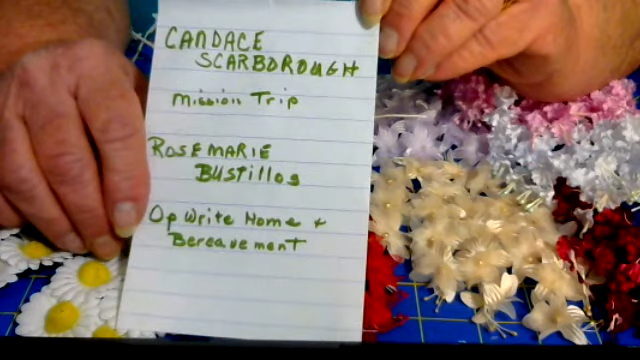 CANDACE
SCARBOROUGH
Mission Trip
ROSEMARIE
BUSTillos
Op Write Home +
Bereavement